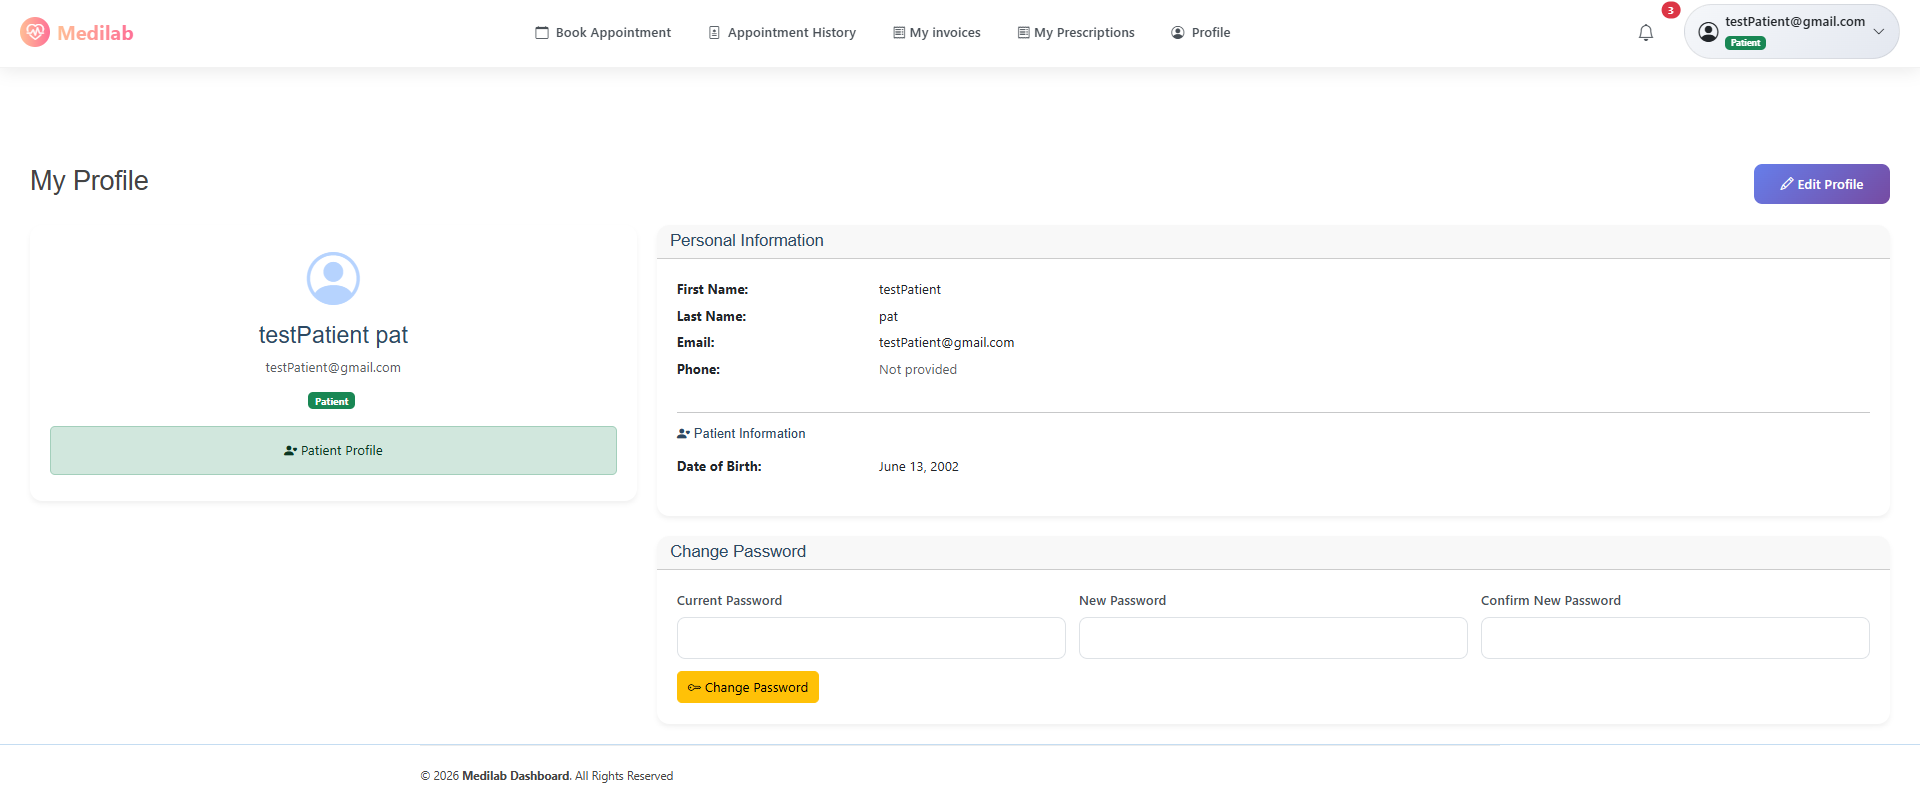 Medilab
Book Appointment
Appointment History
My invoices
My Prescriptions
Profile
3
testPatient@gmail.com
Patient
My Profile
Edit Profile
testPatient pat
testPatient@gmail.com
Patient
Patient Profile
Personal Information
First Name: testPatient
Last Name: pat
Email: testPatient@gmail.com
Phone: Not provided
Patient Information
Date of Birth: June 13, 2002
Change Password
Current Password
New Password
Confirm New Password
Change Password
© 2026 Medilab Dashboard. All Rights Reserved